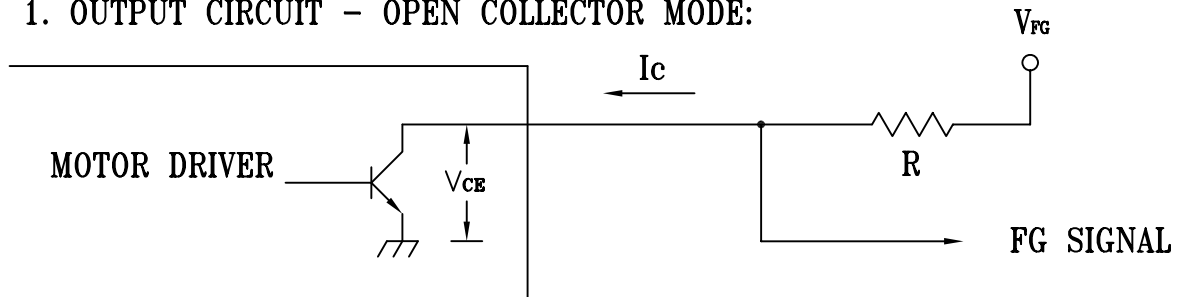 1. OUTPUT CIRCUIT - OPEN COLLECTOR MODE:
VFG
Ic
MOTOR DRIVER
VCE
R
FG SIGNAL